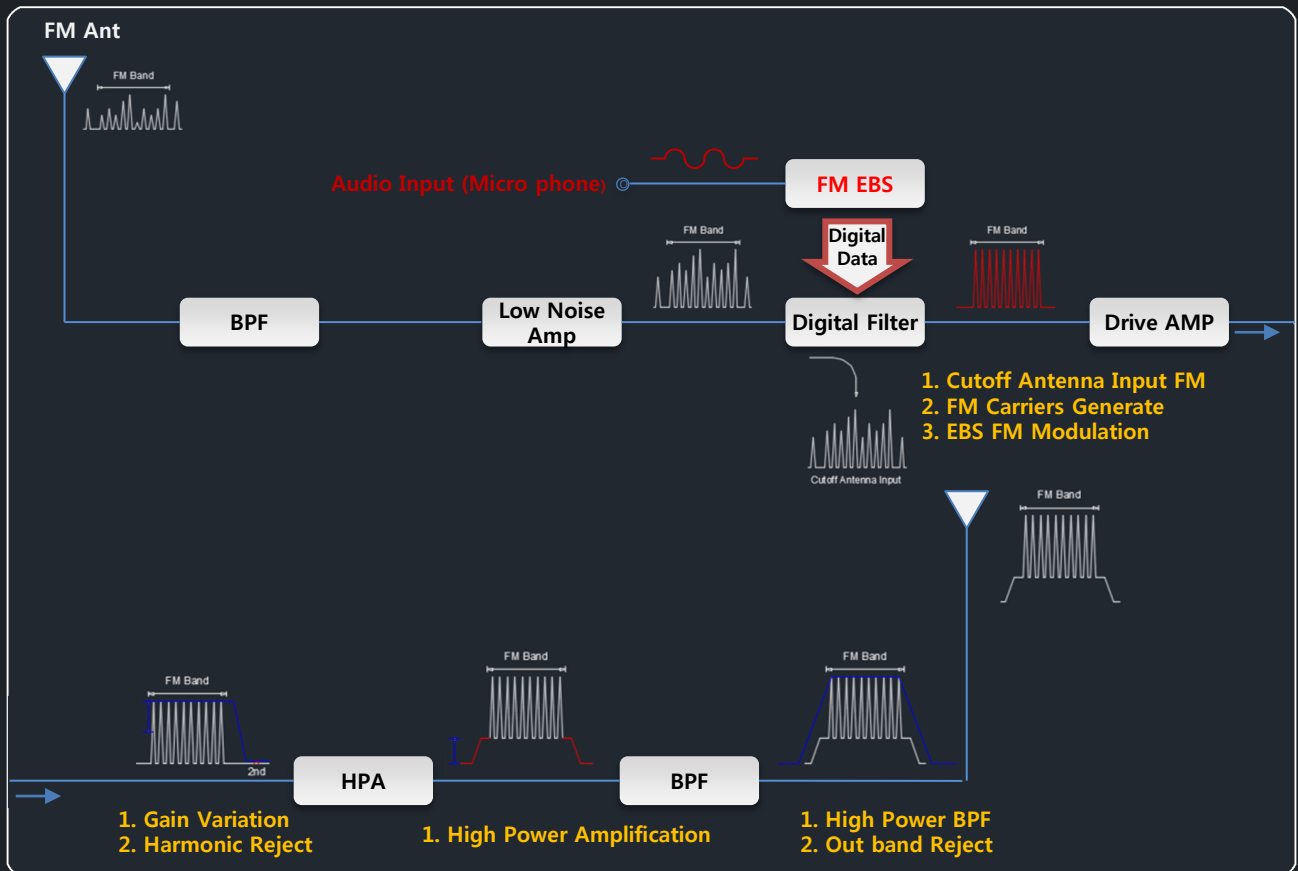 FM Ant
FM Band
Audio Input (Micro phone)
FM EBS
FM Band
Digital
Data
FM Band
BPF
Low Noise
Amp
Digital Filter
Drive AMP
1. Cutoff Antenna Input FM
2. FM Carriers Generate
3. EBS FM Modulation
Cutoff Antenna Input
FM Band
FM Band
FM Band
FM Band
2nd
HPA
BPF
1. Gain Variation
2. Harmonic Reject
1. High Power Amplification
1. High Power BPF
2. Out band Reject